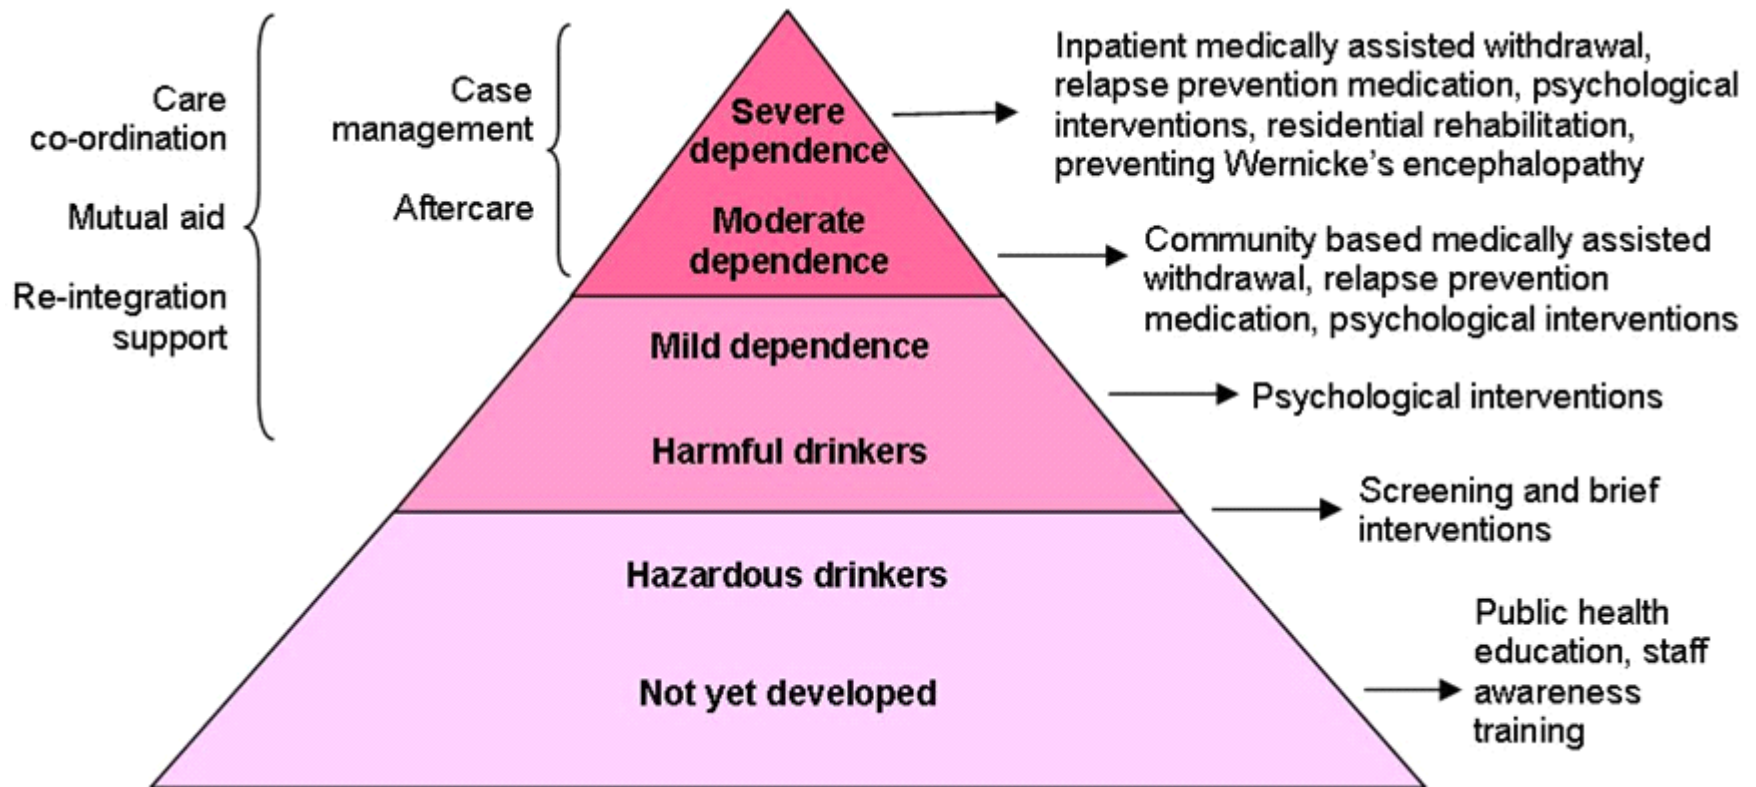 Care
co-ordination
Mutual aid
Re-integration
support
Case
management
Aftercare
Severe
dependence
Moderate
dependence
Mild dependence
Harmful drinkers
Hazardous drinkers
Not yet developed
Inpatient medically assisted withdrawal,
relapse prevention medication, psychological
interventions, residential rehabilitation,
preventing Wernicke's encephalopathy
Community based medically assisted
withdrawal, relapse prevention
medication, psychological interventions
Psychological interventions
Screening and brief
interventions
Public health
education, staff
awareness
training